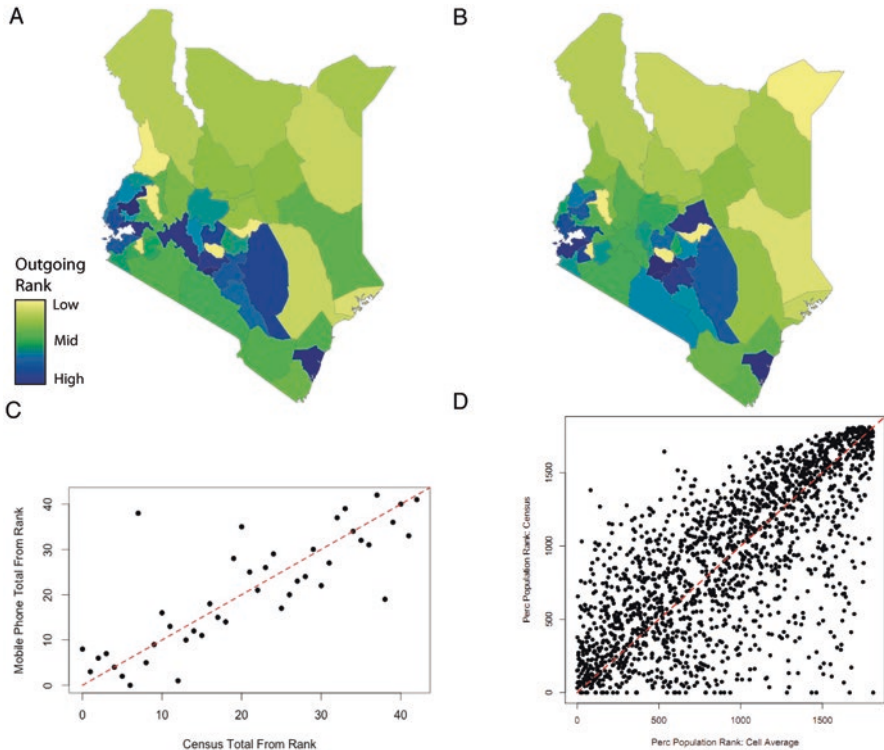 A
B
Outgoing
Rank
Low
Mid
High
C
Mobile Phone Total From Rank
40
30
20
10
0
0 10 20 30 40
Census Total From Rank
D
Perc Population Rank: Census
1500
1000
500
0
0 500 1000 1500
Perc Population Rank: Cell Average